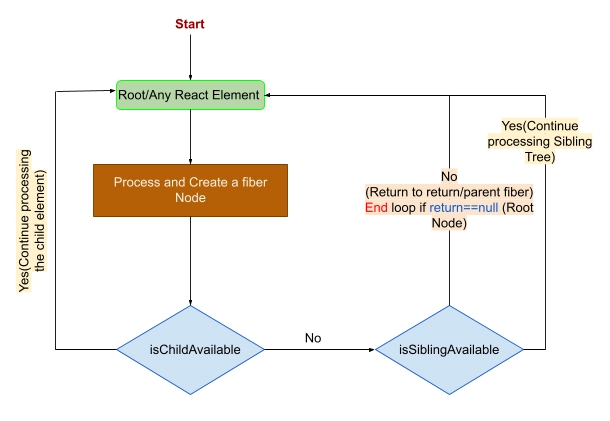 Start
Root/Any React Element
Process and Create a fiber
Node
isChildAvailable
No
isSiblingAvailable
Yes(Continue processing
the child element)
No
(Return to return/parent fiber)
End loop if return==null (Root
Node)
Yes(Continue
processing Sibling
Tree)